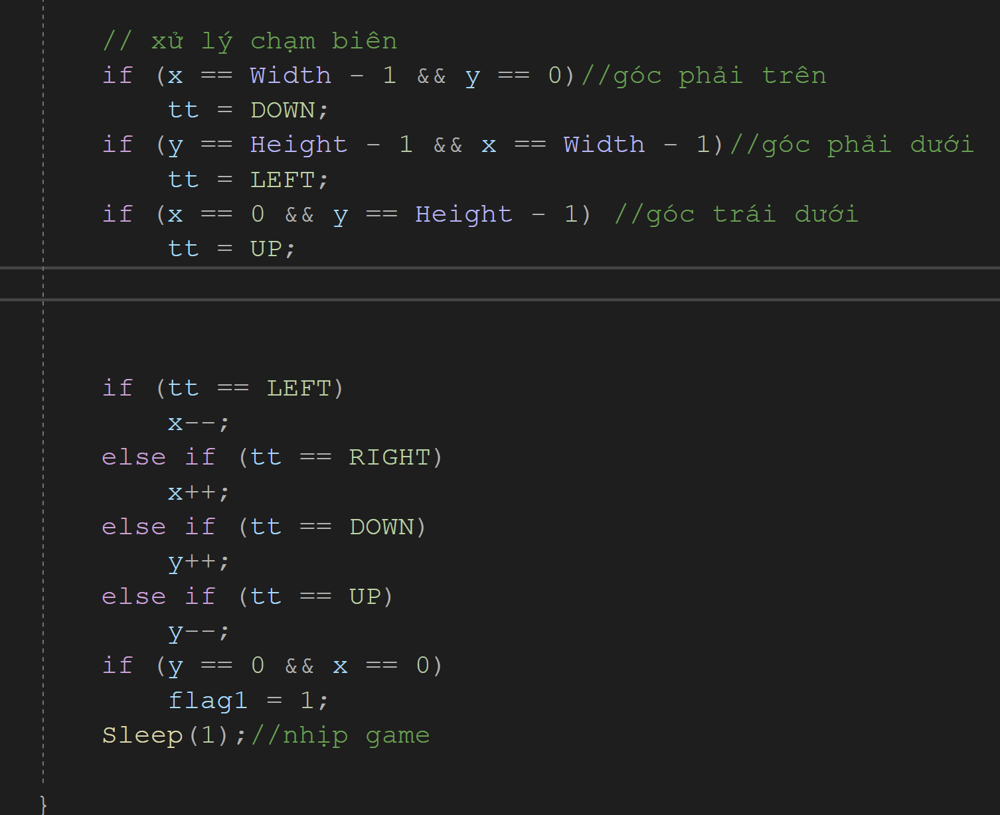 // xử lý chạm biên
if (x == Width - 1 && y == 0)//góc phải trên
tt = DOWN;
if (y == Height - 1 && x == Width - 1)//góc phải dưới
tt = LEFT;
if (x == 0 && y == Height - 1) //góc trái dưới
tt = UP;
if (tt == LEFT)
x--;
else if (tt == RIGHT)
x++;
else if (tt == DOWN)
y++;
else if (tt == UP)
y--;
if (y == 0 && x == 0)
flag1 = 1;
Sleep(1);//nhịp game
}